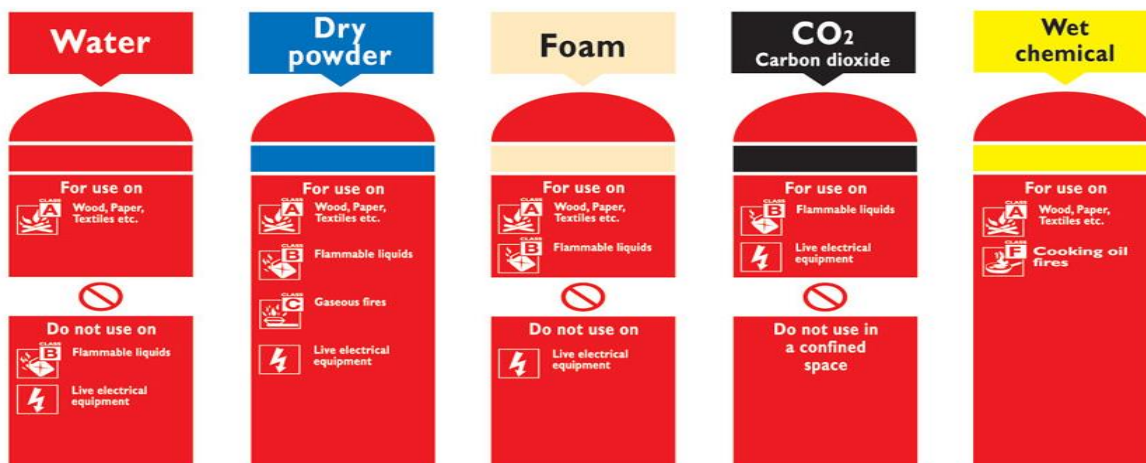 Water
For use on
CLASS
A
Wood, Paper,
Textiles etc.
Do not use on
CLASS
B
Flammable liquids
Live electrical
equipment
Dry
powder
For use on
CLASS
A
Wood, Paper,
Textiles etc.
CLASS
B
Flammable liquids
CLASS
C
Gaseous fires
Live electrical
equipment
Foam
For use on
CLASS
A
Wood, Paper,
Textiles etc.
CLASS
B
Flammable liquids
Do not use on
Live electrical
equipment
CO₂
Carbon dioxide
For use on
CLASS
B
Flammable liquids
Live electrical
equipment
Do not use in
a confined
space
Wet
chemical
For use on
CLASS
A
Wood, Paper,
Textiles etc.
CLASS
F
Cooking oil
fires